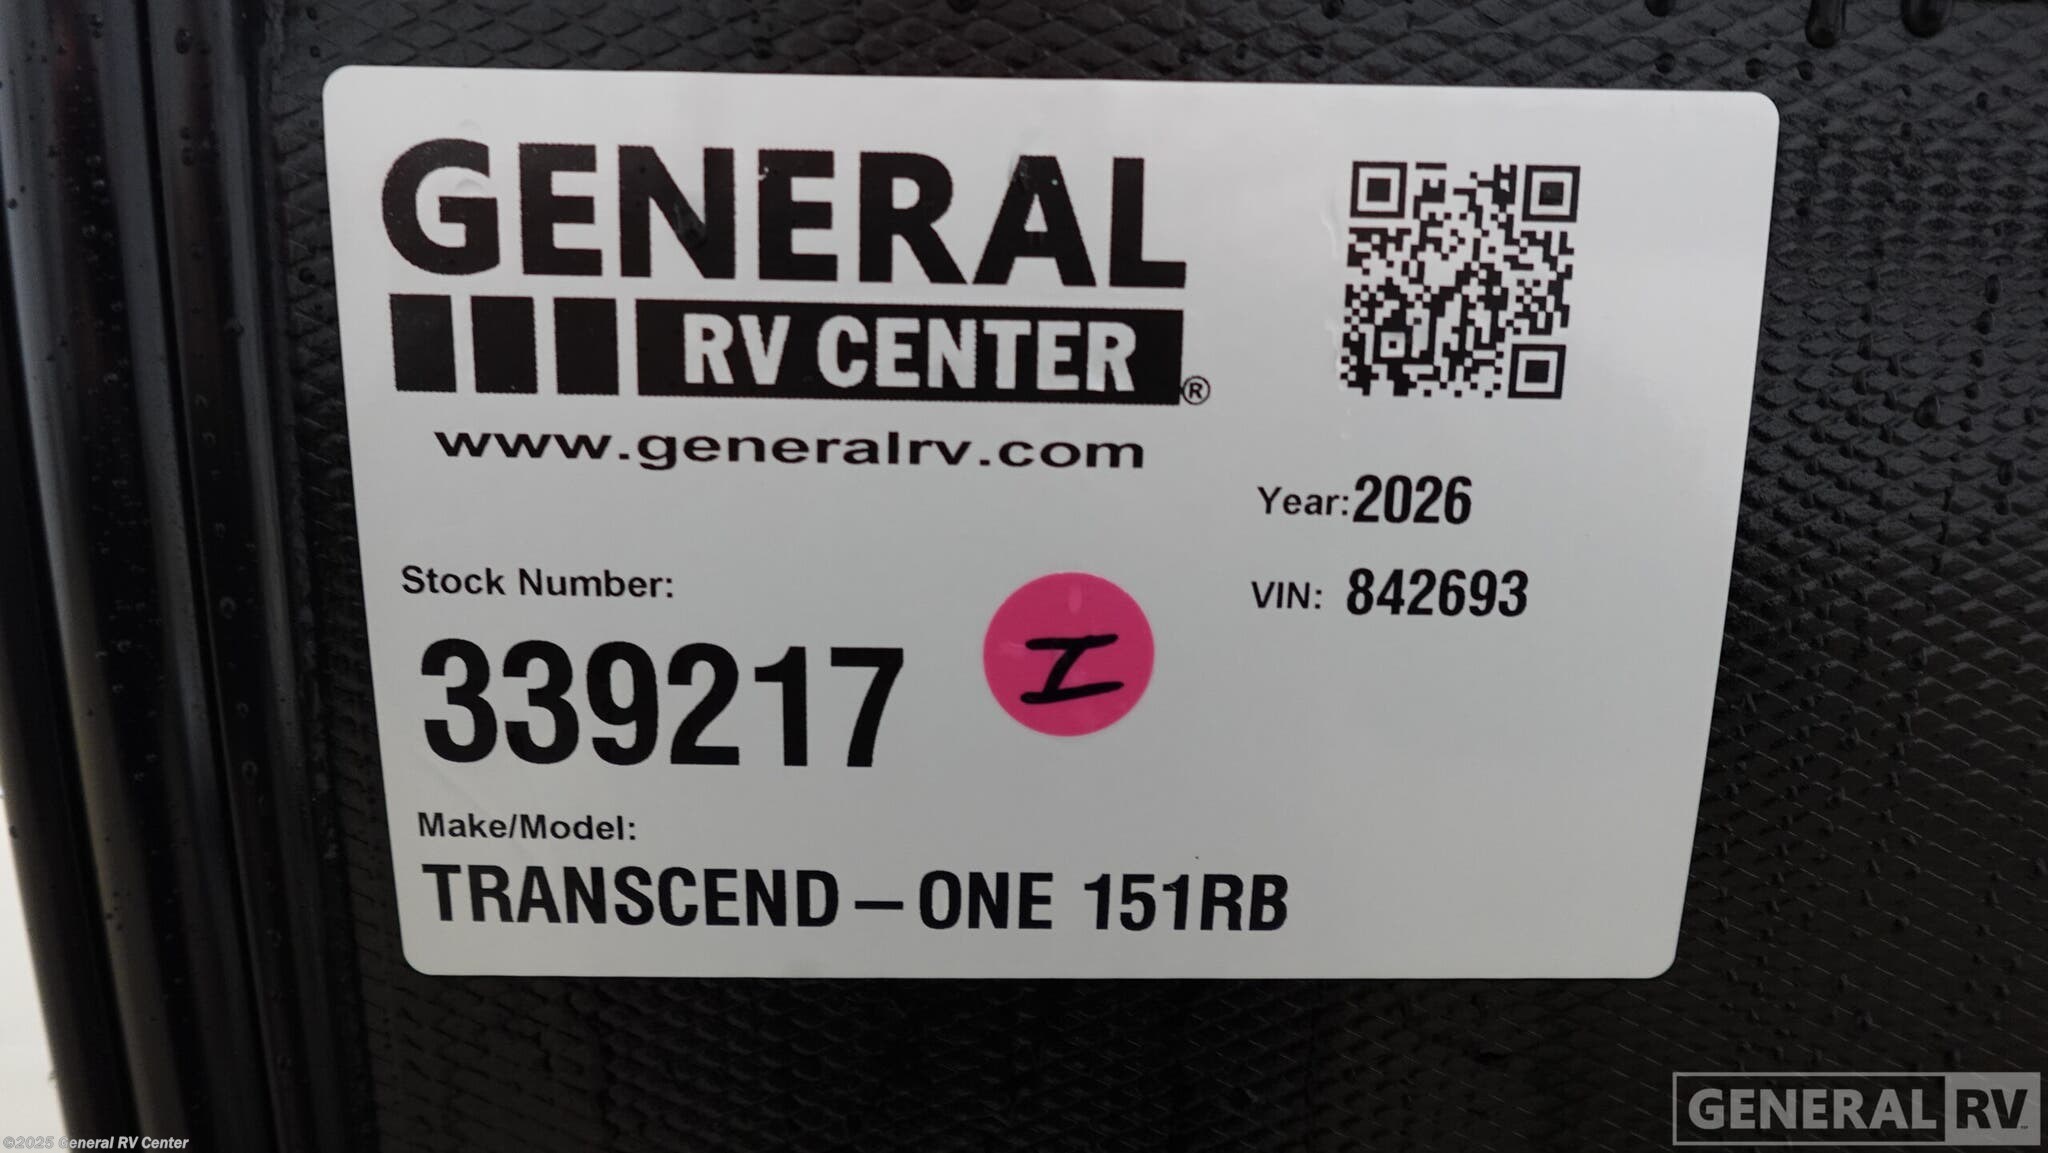 GENERAL
RV CENTER®
www.generalrv.com
Year: 2026
VIN: 842693
Stock Number:
339217
I
Make/Model:
TRANSCEND-ONE 151RB
GENERAL RV™
©2025 General RV Center